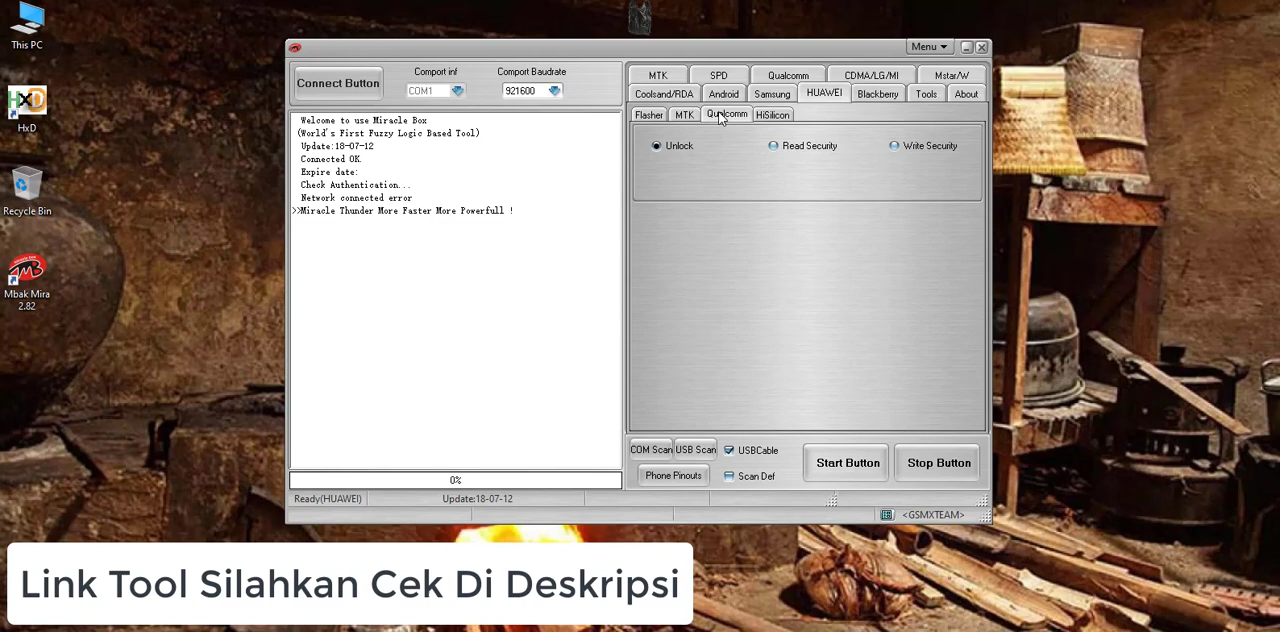 This PC
HxD
HxD
Recycle Bin
MB
Mbak Mira
2.82
Menu
Connect Button
Comport inf
Comport Baudrate
COM1
921600
Welcome to use Miracle Box
(World's First Fuzzy Logic Based Tool)
Update:18-07-12
Connected OK.
Expire date:
Check Authentication...
Network connected error
>>Miracle Thunder More Faster More Powerfull !
0%
Ready(HUAWEI)
Update:18-07-12
MTK
SPD
Qualcomm
CDMA/LG/MI
Mstar/W
Coolsand/RDA
Android
Samsung
HUAWEI
Blackberry
Tools
About
Flasher
MTK
Qualcomm
HiSilicon
Unlock
Read Security
Write Security
COM Scan
USB Scan
USBCable
Phone Pinouts
Scan Def
Start Button
Stop Button
<GSMXTEAM>
Link Tool Silahkan Cek Di Deskripsi